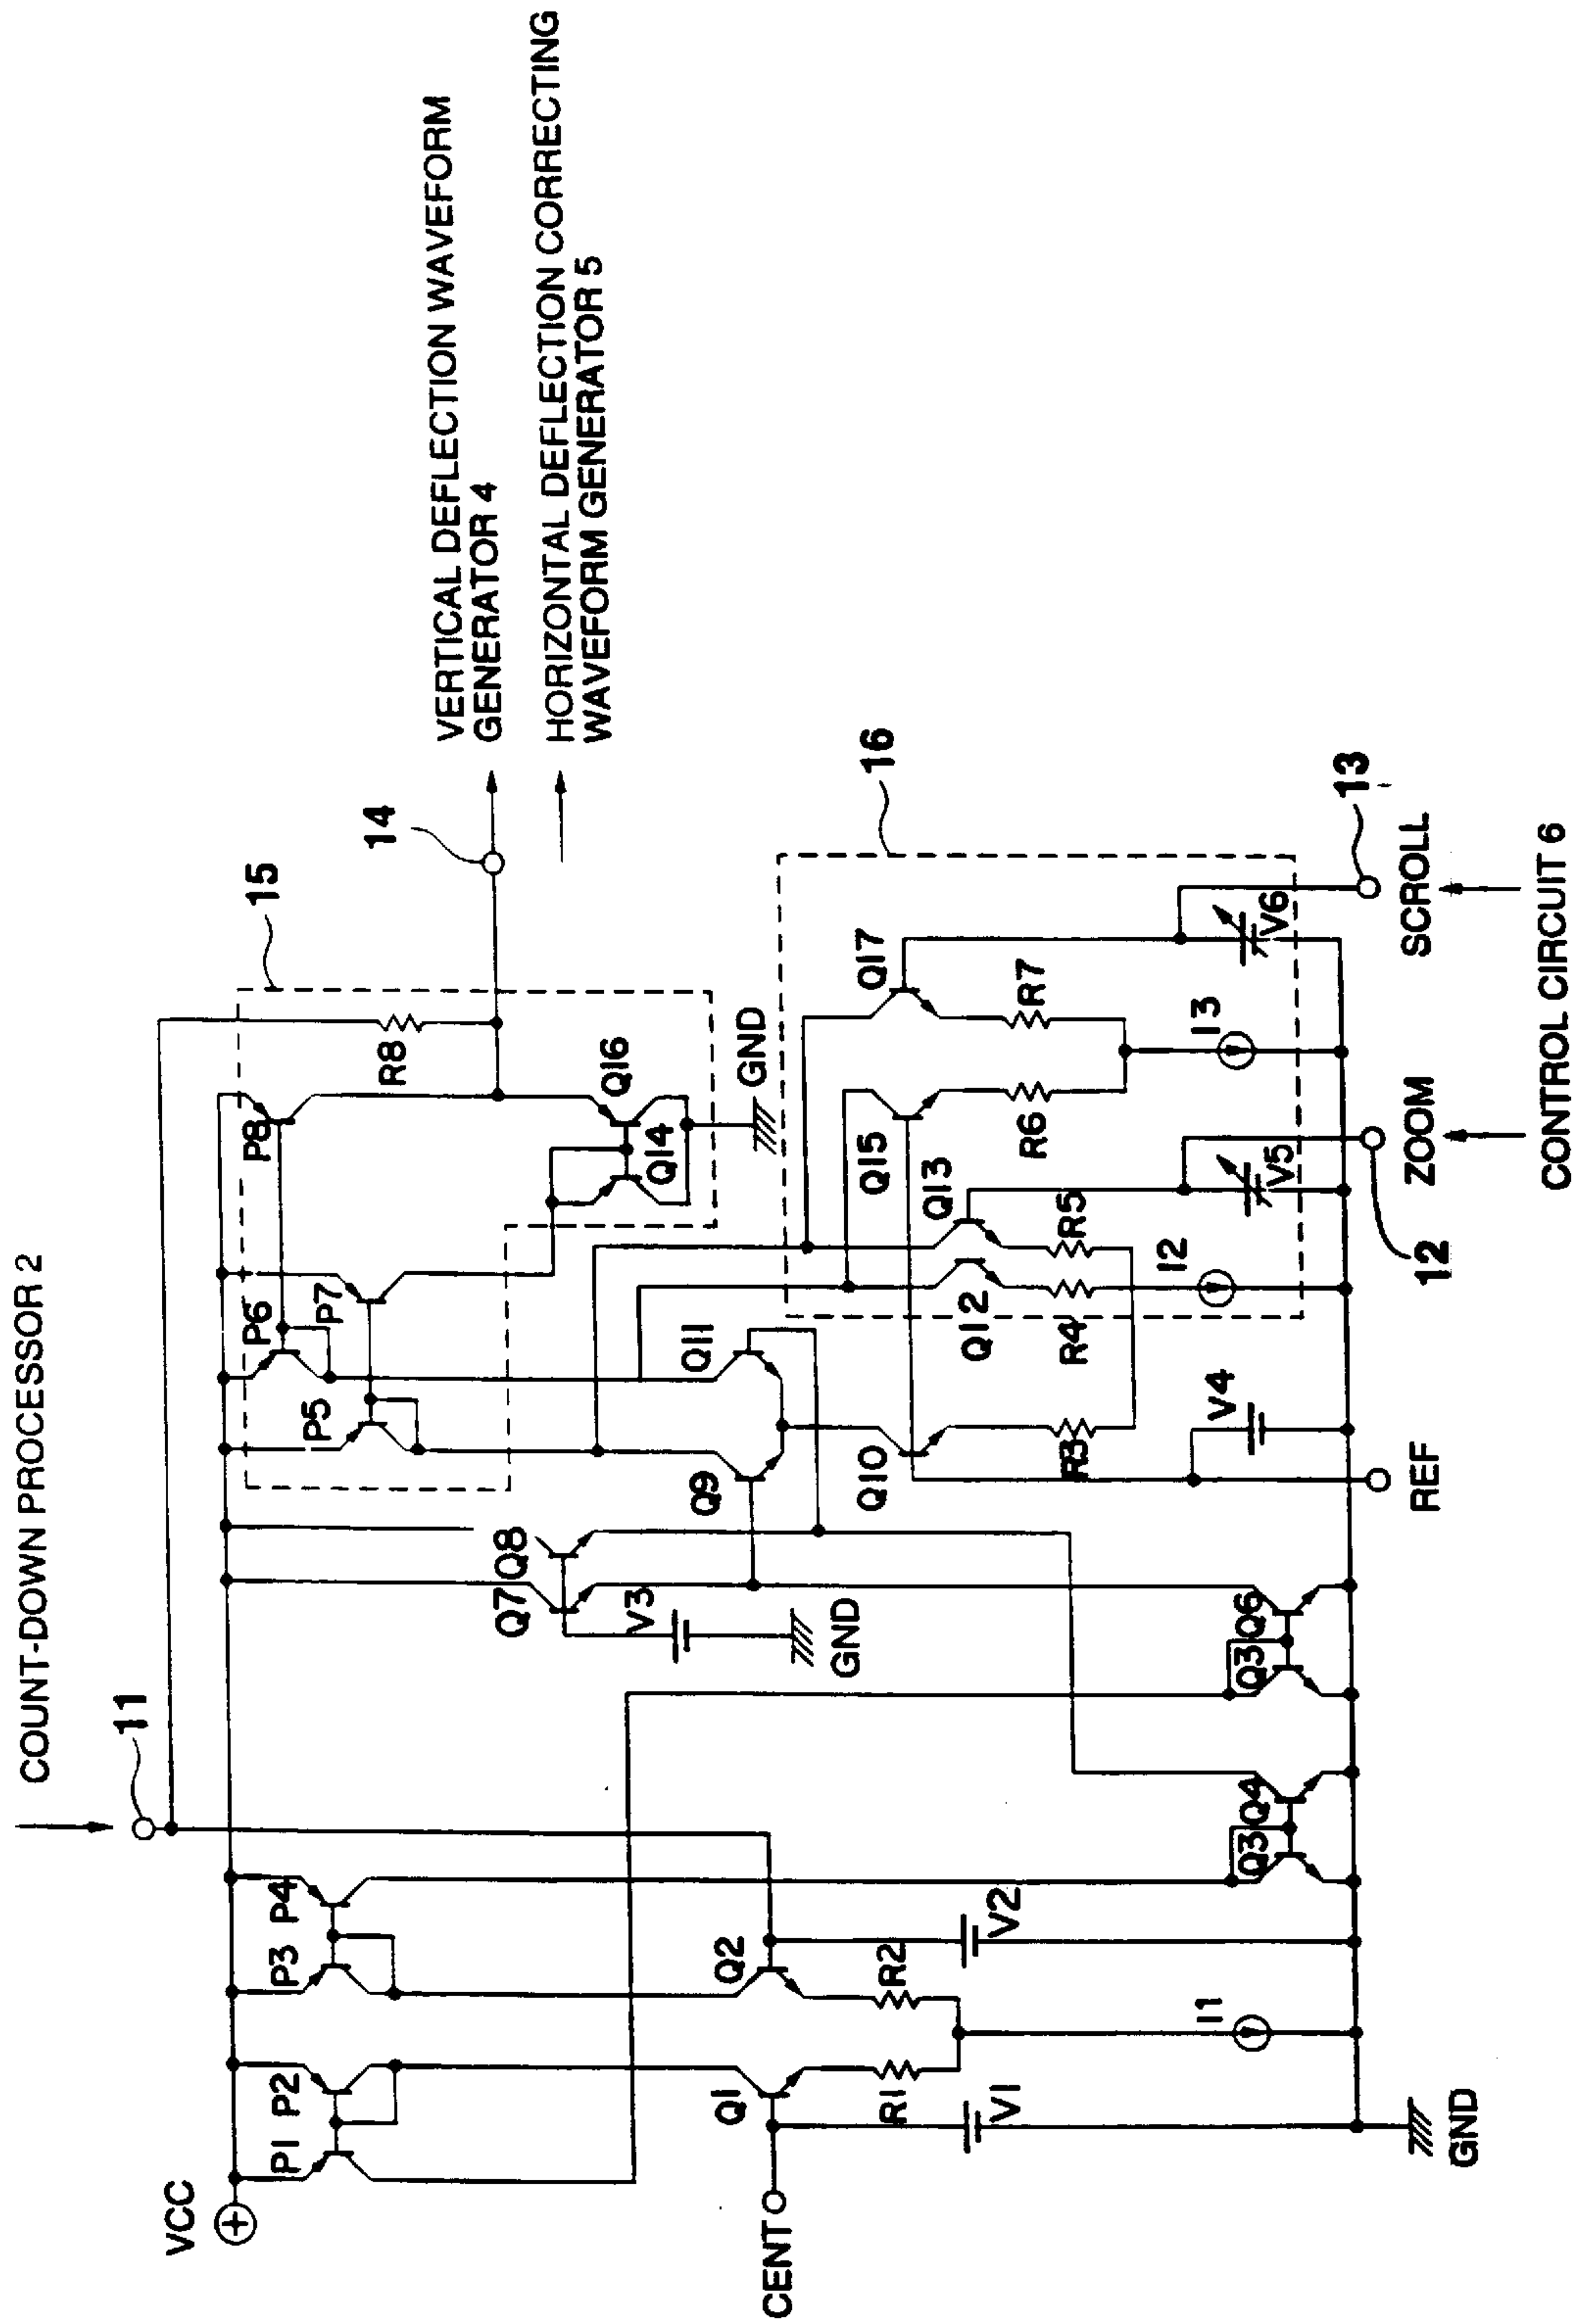 COUNT-DOWN PROCESSOR 2
11
VCC
P1
P2
P3
P4
P5
P6
P7
P8
R8
15
14
VERTICAL DEFLECTION WAVEFORM
GENERATOR 4
HORIZONTAL DEFLECTION CORRECTING
WAVEFORM GENERATOR 5
Q7
Q8
V3
GND
Q14
Q16
GND
CENT
Q1
Q2
R1
R2
V1
V2
I1
Q9
Q11
Q10
R3
Q12
R4
Q13
R5
Q15
R6
Q17
R7
16
I2
I3
V4
V5
V6
Q3
Q4
Q3
Q6
GND
REF
12
ZOOM
13
SCROLL
CONTROL CIRCUIT 6